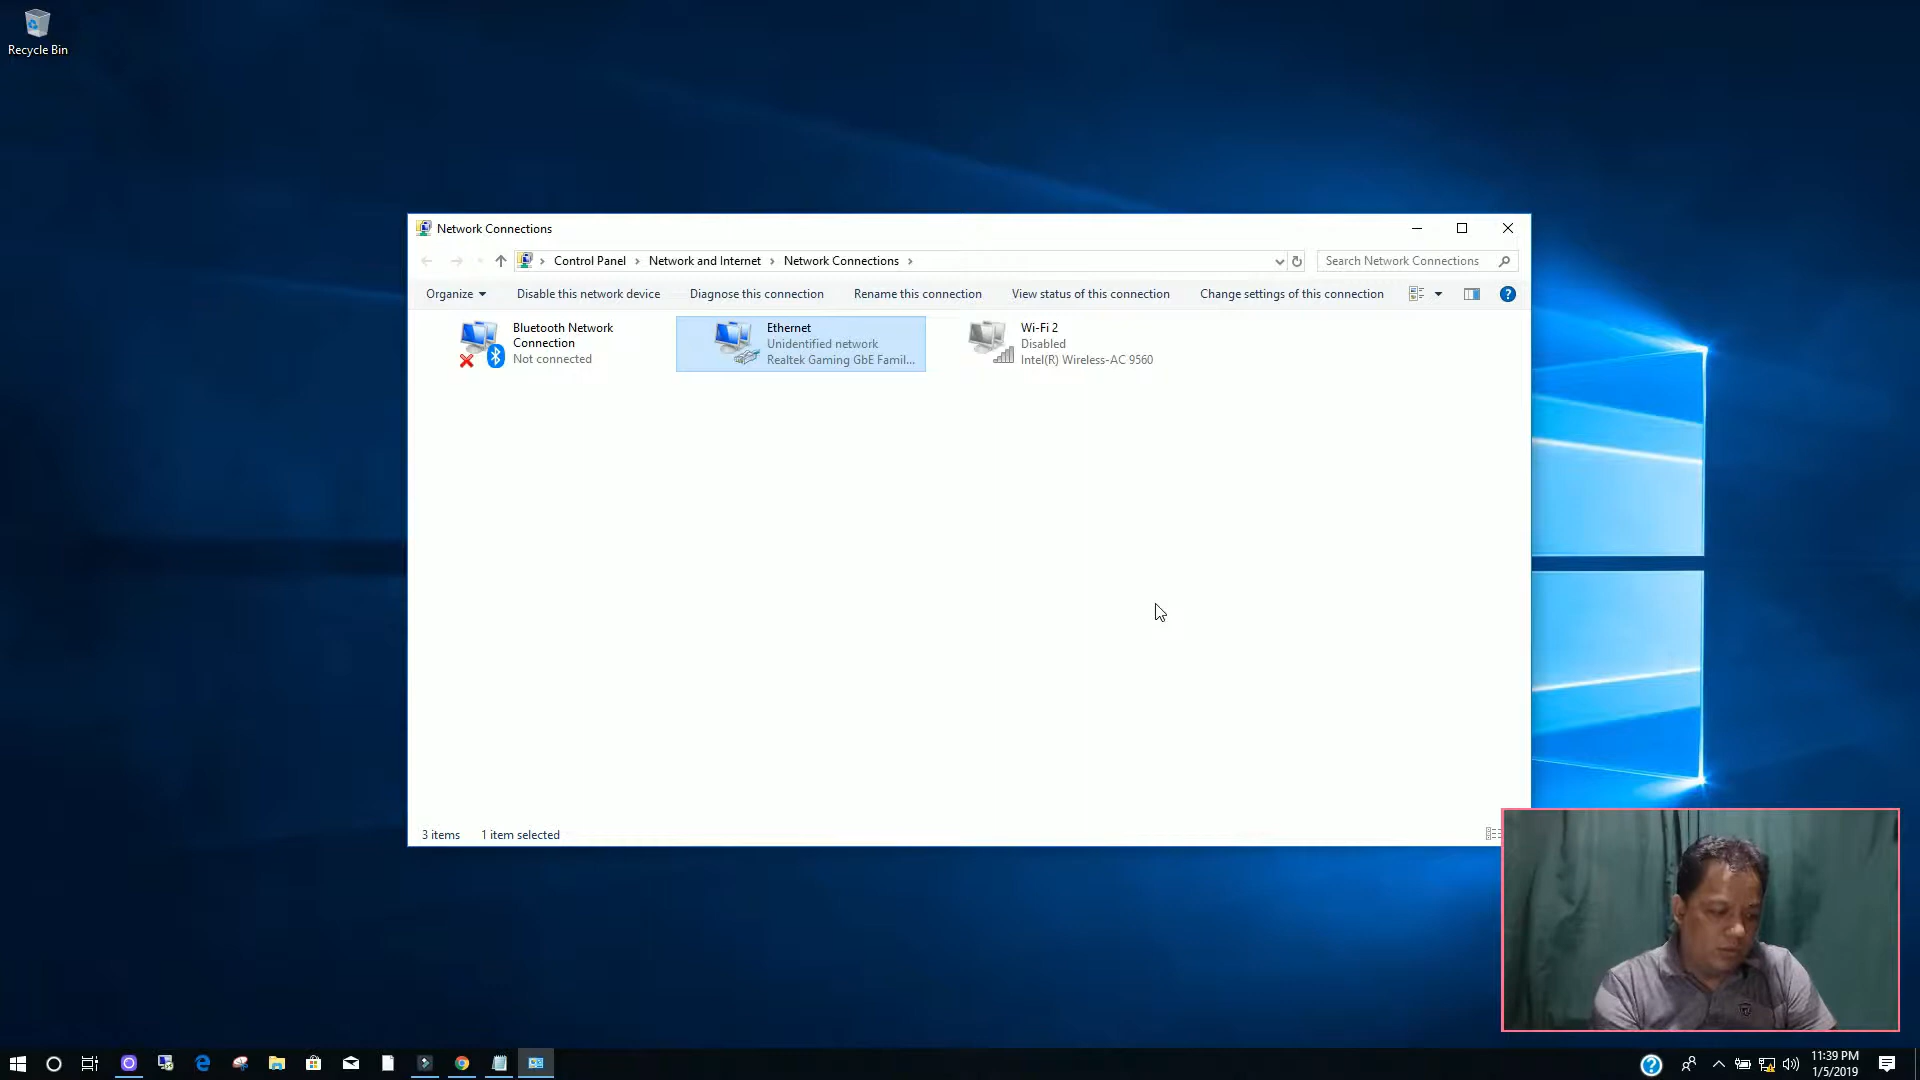 Recycle Bin
Network Connections
Control Panel > Network and Internet > Network Connections >
Search Network Connections
Organize
Disable this network device
Diagnose this connection
Rename this connection
View status of this connection
Change settings of this connection
Bluetooth Network
Connection
Not connected
Ethernet
Unidentified network
Realtek Gaming GbE Famil...
Wi-Fi 2
Disabled
Intel(R) Wireless-AC 9560
3 items
1 item selected
11:39 PM
1/5/2019